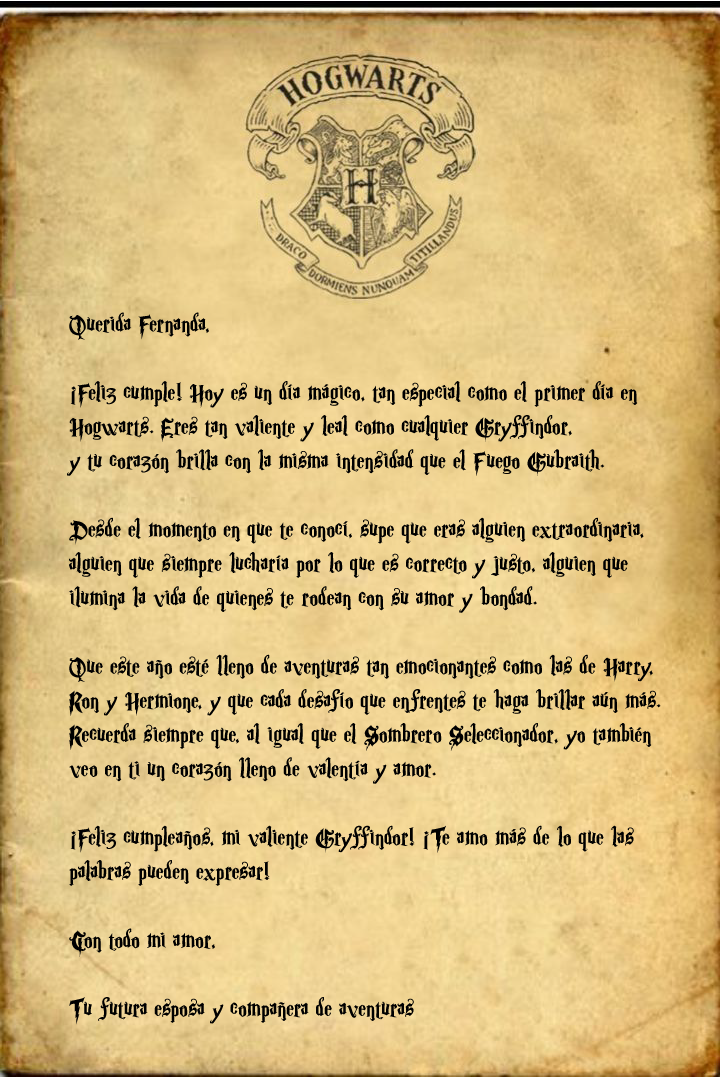 HOGWARTS
H
DRACO DORMIENS NUNQUAM TITILLANDUS
Querida Fernanda,
¡Feliz cumple! Hoy es un día mágico, tan especial como el primer día en
Hogwarts. Eres tan valiente y leal como cualquier Gryffindor,
y tu corazón brilla con la misma intensidad que el Fuego Gubraith.
Desde el momento en que te conocí, supe que eras alguien extraordinaria,
alguien que siempre lucharía por lo que es correcto y justo, alguien que
ilumina la vida de quienes te rodean con su amor y bondad.
Que este año esté lleno de aventuras tan emocionantes como las de Harry,
Ron y Hermione, y que cada desafío que enfrentes te haga brillar aún más.
Recuerda siempre que, al igual que el Sombrero Seleccionador, yo también
veo en ti un corazón lleno de valentía y amor.
¡Feliz cumpleaños, mi valiente Gryffindor! ¡Te amo más de lo que las
palabras pueden expresar!
Con todo mi amor,
Tu futura esposa y compañera de aventuras